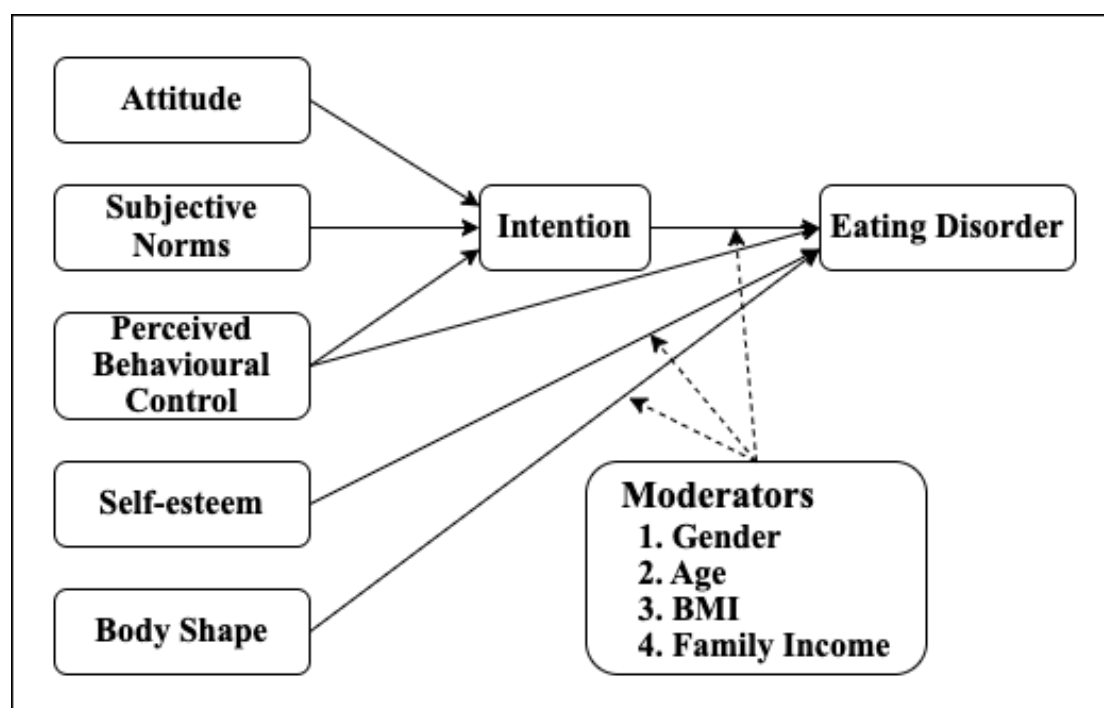 Attitude
Subjective
Norms
Perceived
Behavioural
Control
Self-esteem
Body Shape
Intention
Eating Disorder
Moderators
1. Gender
2. Age
3. BMI
4. Family Income